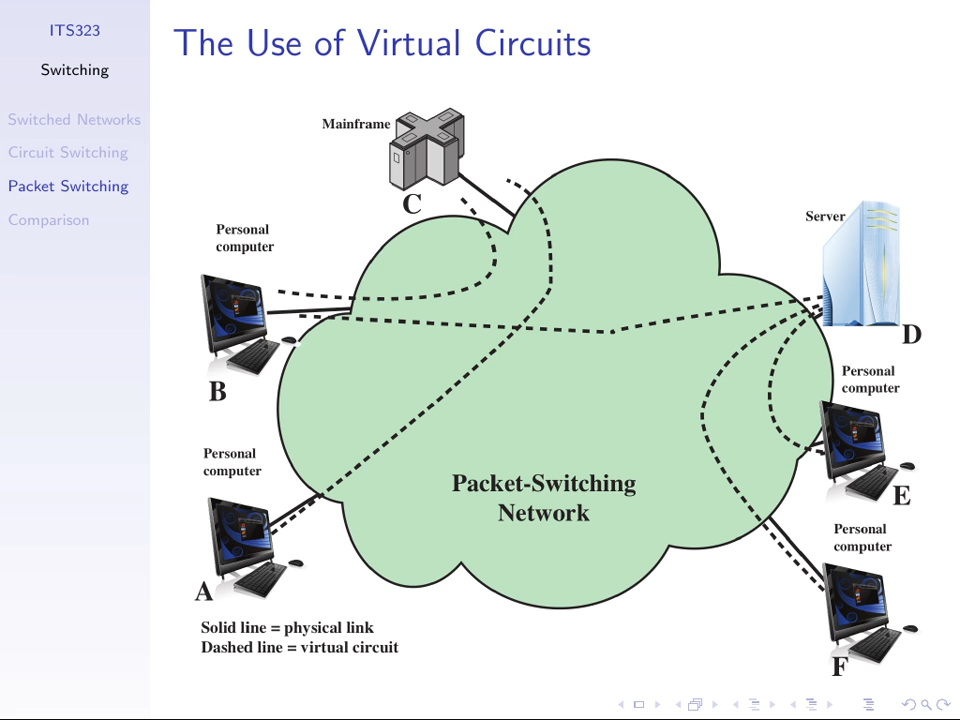 ITS323
Switching
Switched Networks
Circuit Switching
Packet Switching
Comparison
The Use of Virtual Circuits
Mainframe
C
Server
D
Personal
computer
B
Personal
computer
E
Personal
computer
A
Packet-Switching
Network
Personal
computer
F
Solid line = physical link
Dashed line = virtual circuit